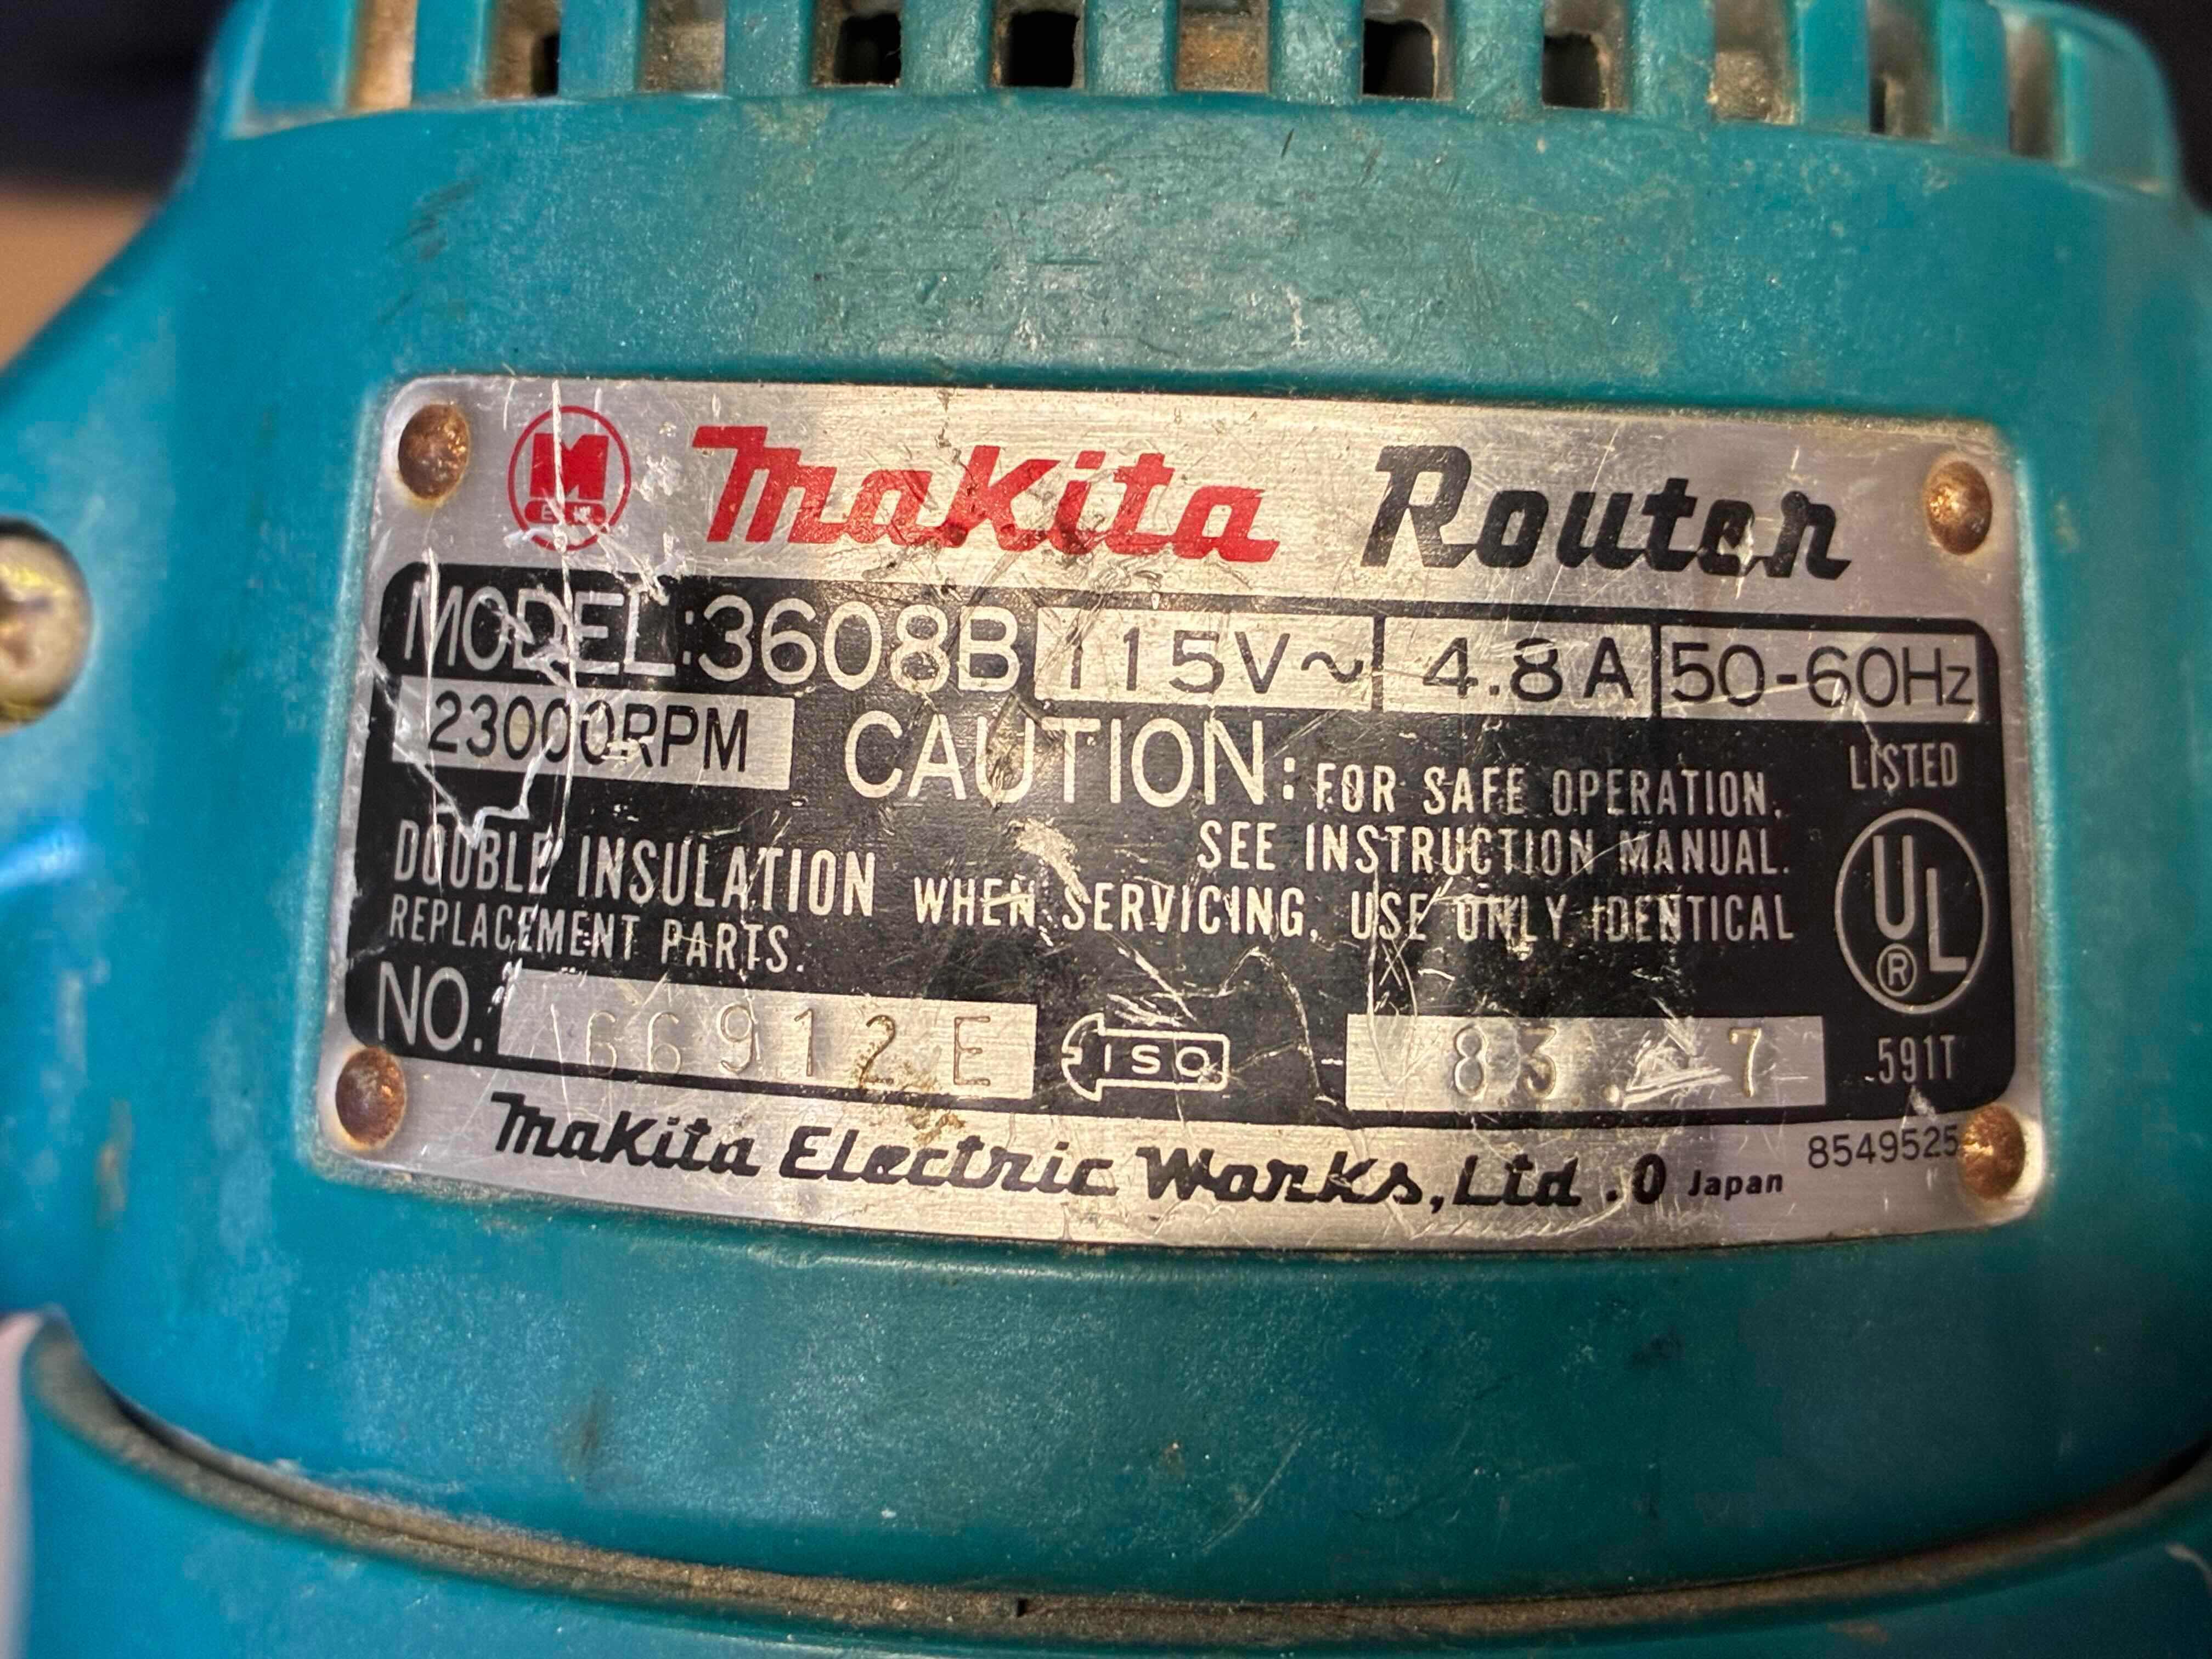 M
makita Router
MODEL:3608B 115V~ 4.8A 50-60Hz
23000RPM CAUTION: FOR SAFE OPERATION,
SEE INSTRUCTION MANUAL.
DOUBLE INSULATION WHEN SERVICING, USE ONLY IDENTICAL
REPLACEMENT PARTS.
LISTED
UL
®
591T
NO. 66912E ISO 83.7
Makita Electric Works, Ltd. 0 Japan 8549525